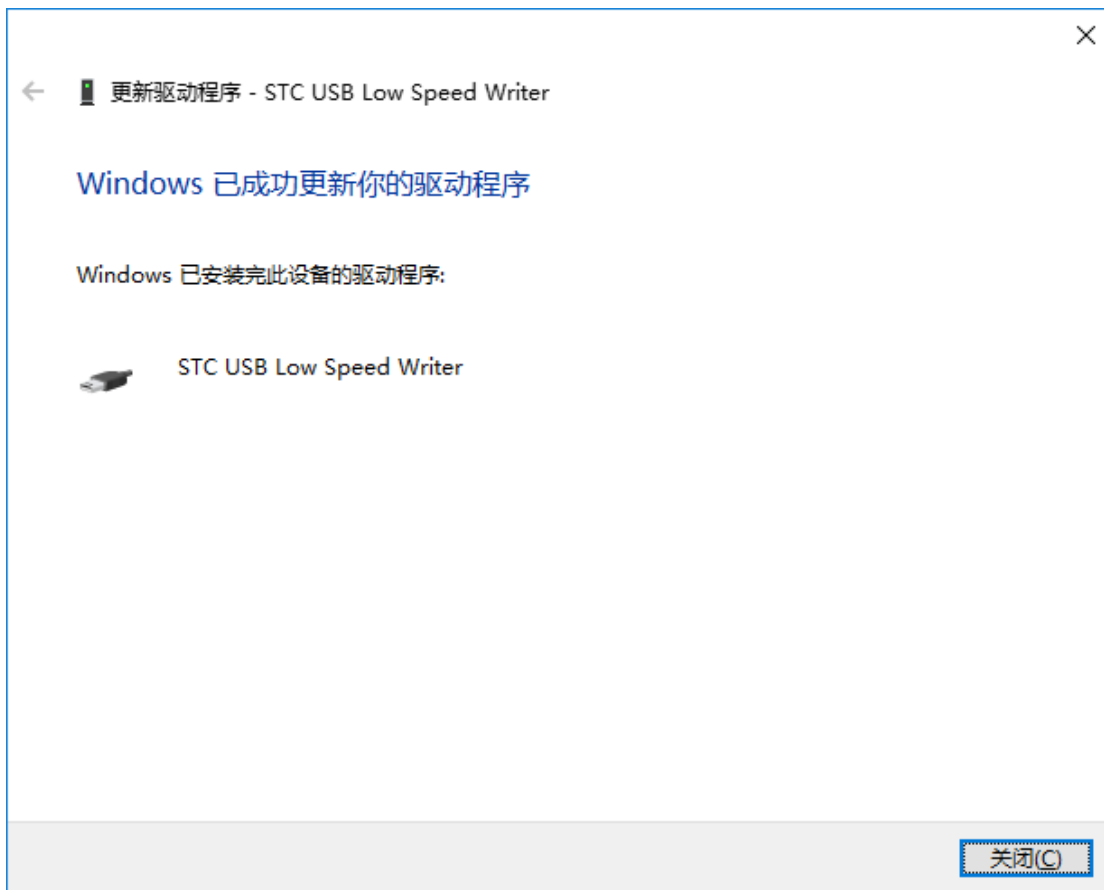 更新驱动程序 - STC USB Low Speed Writer
Windows 已成功更新你的驱动程序
Windows 已安装完此设备的驱动程序:
STC USB Low Speed Writer
关闭(C)